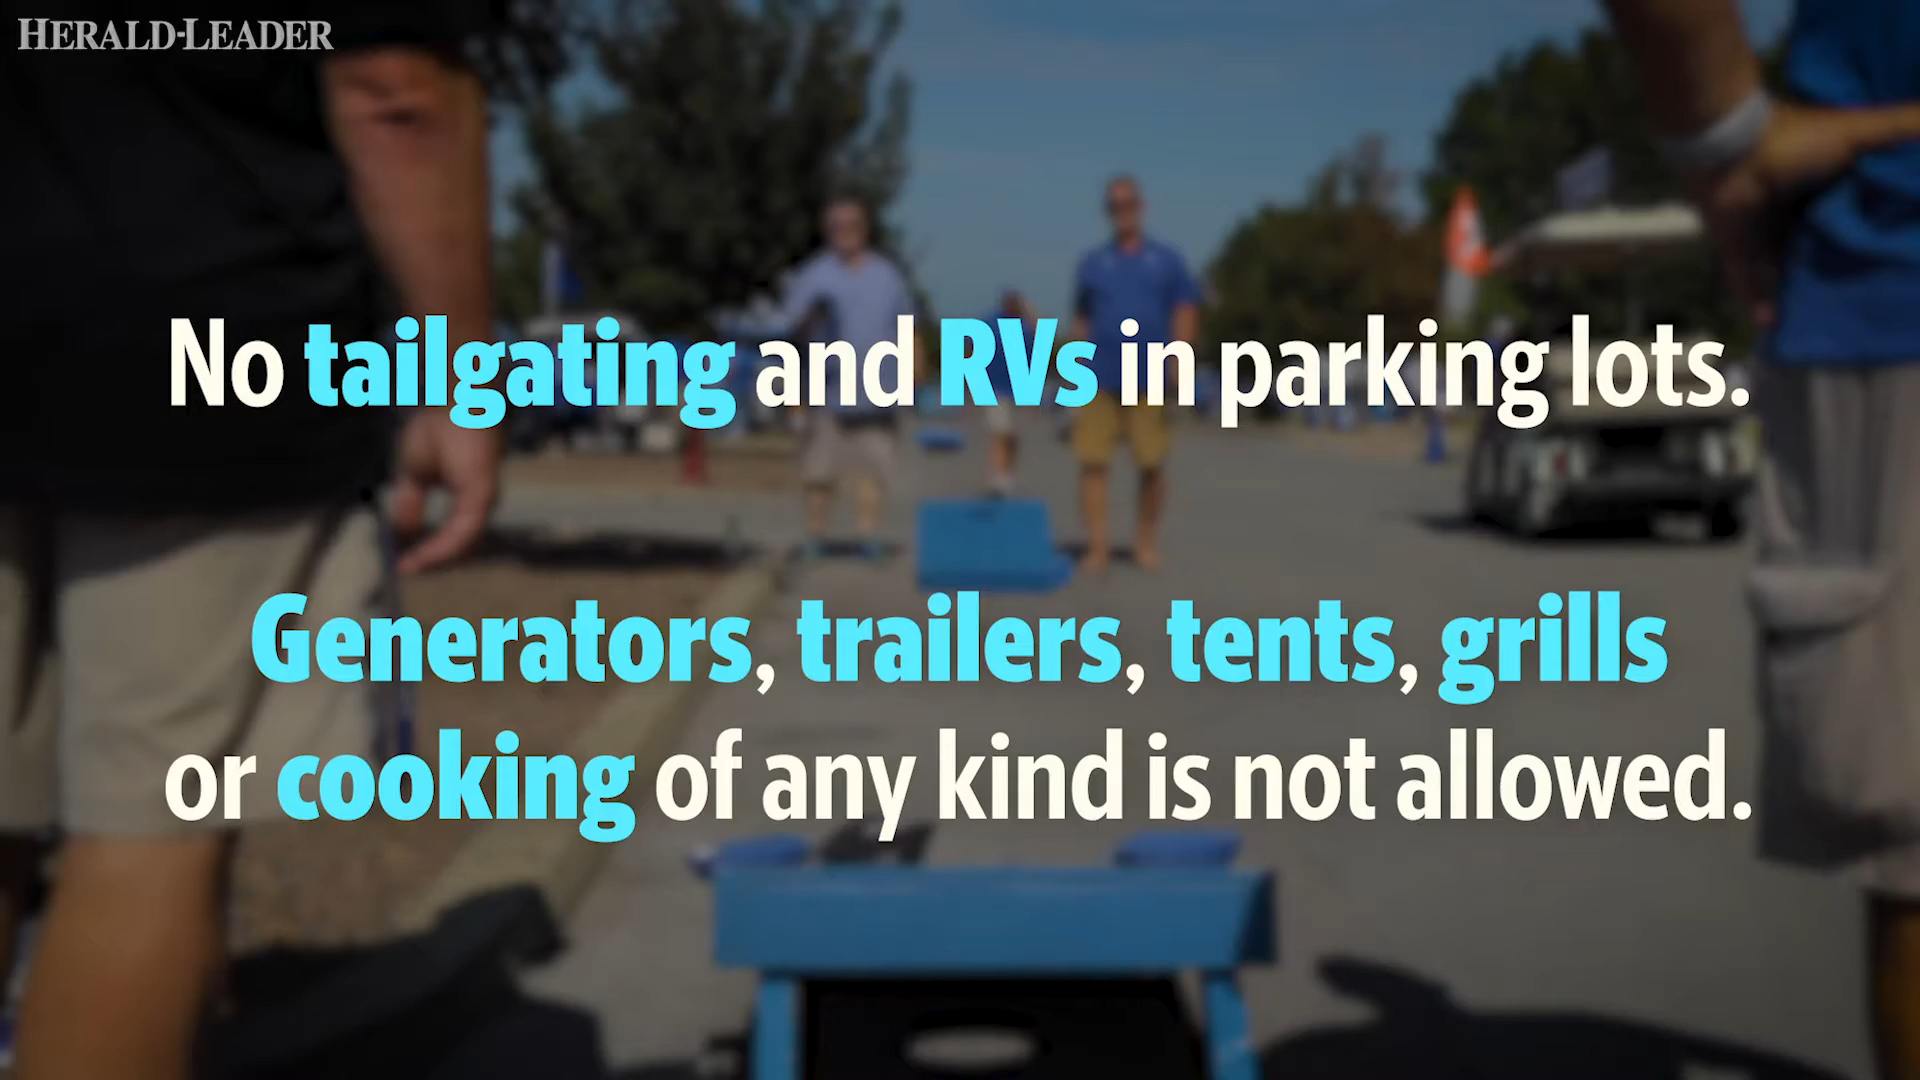 HERALD-LEADER
No tailgating and RVs in parking lots.
Generators, trailers, tents, grills
or cooking of any kind is not allowed.